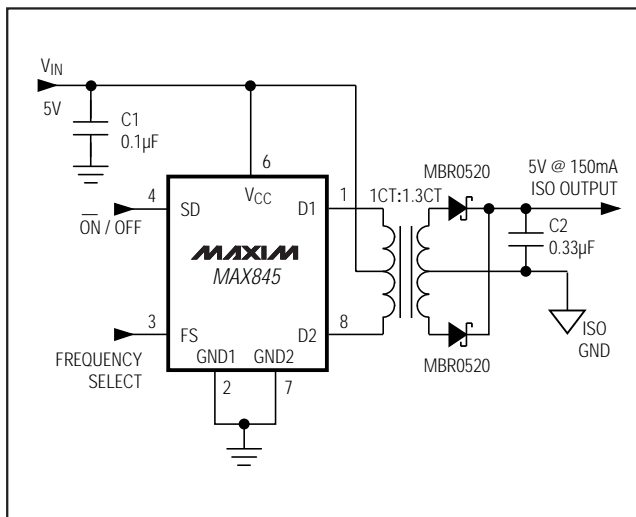 VIN
5V
C1
0.1µF
6
VCC
4
SD
ON / OFF
MAXIM
MAX845
D1
1
1CT:1.3CT
MBR0520
5V @ 150mA
ISO OUTPUT
C2
0.33µF
3
FS
FREQUENCY
SELECT
GND1
GND2
D2
8
2
7
MBR0520
ISO
GND